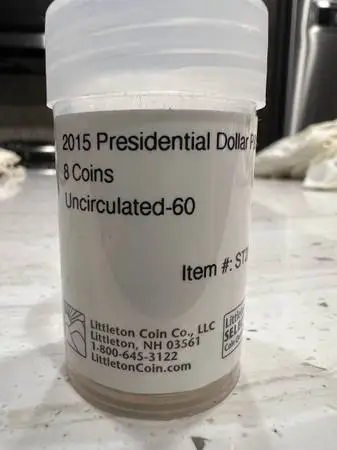 2015 Presidential Dollar
8 Coins
Uncirculated-60
Item #:
Littleton Coin Co., LLC
Littleton, NH 03561
1-800-645-3122
LittletonCoin.com